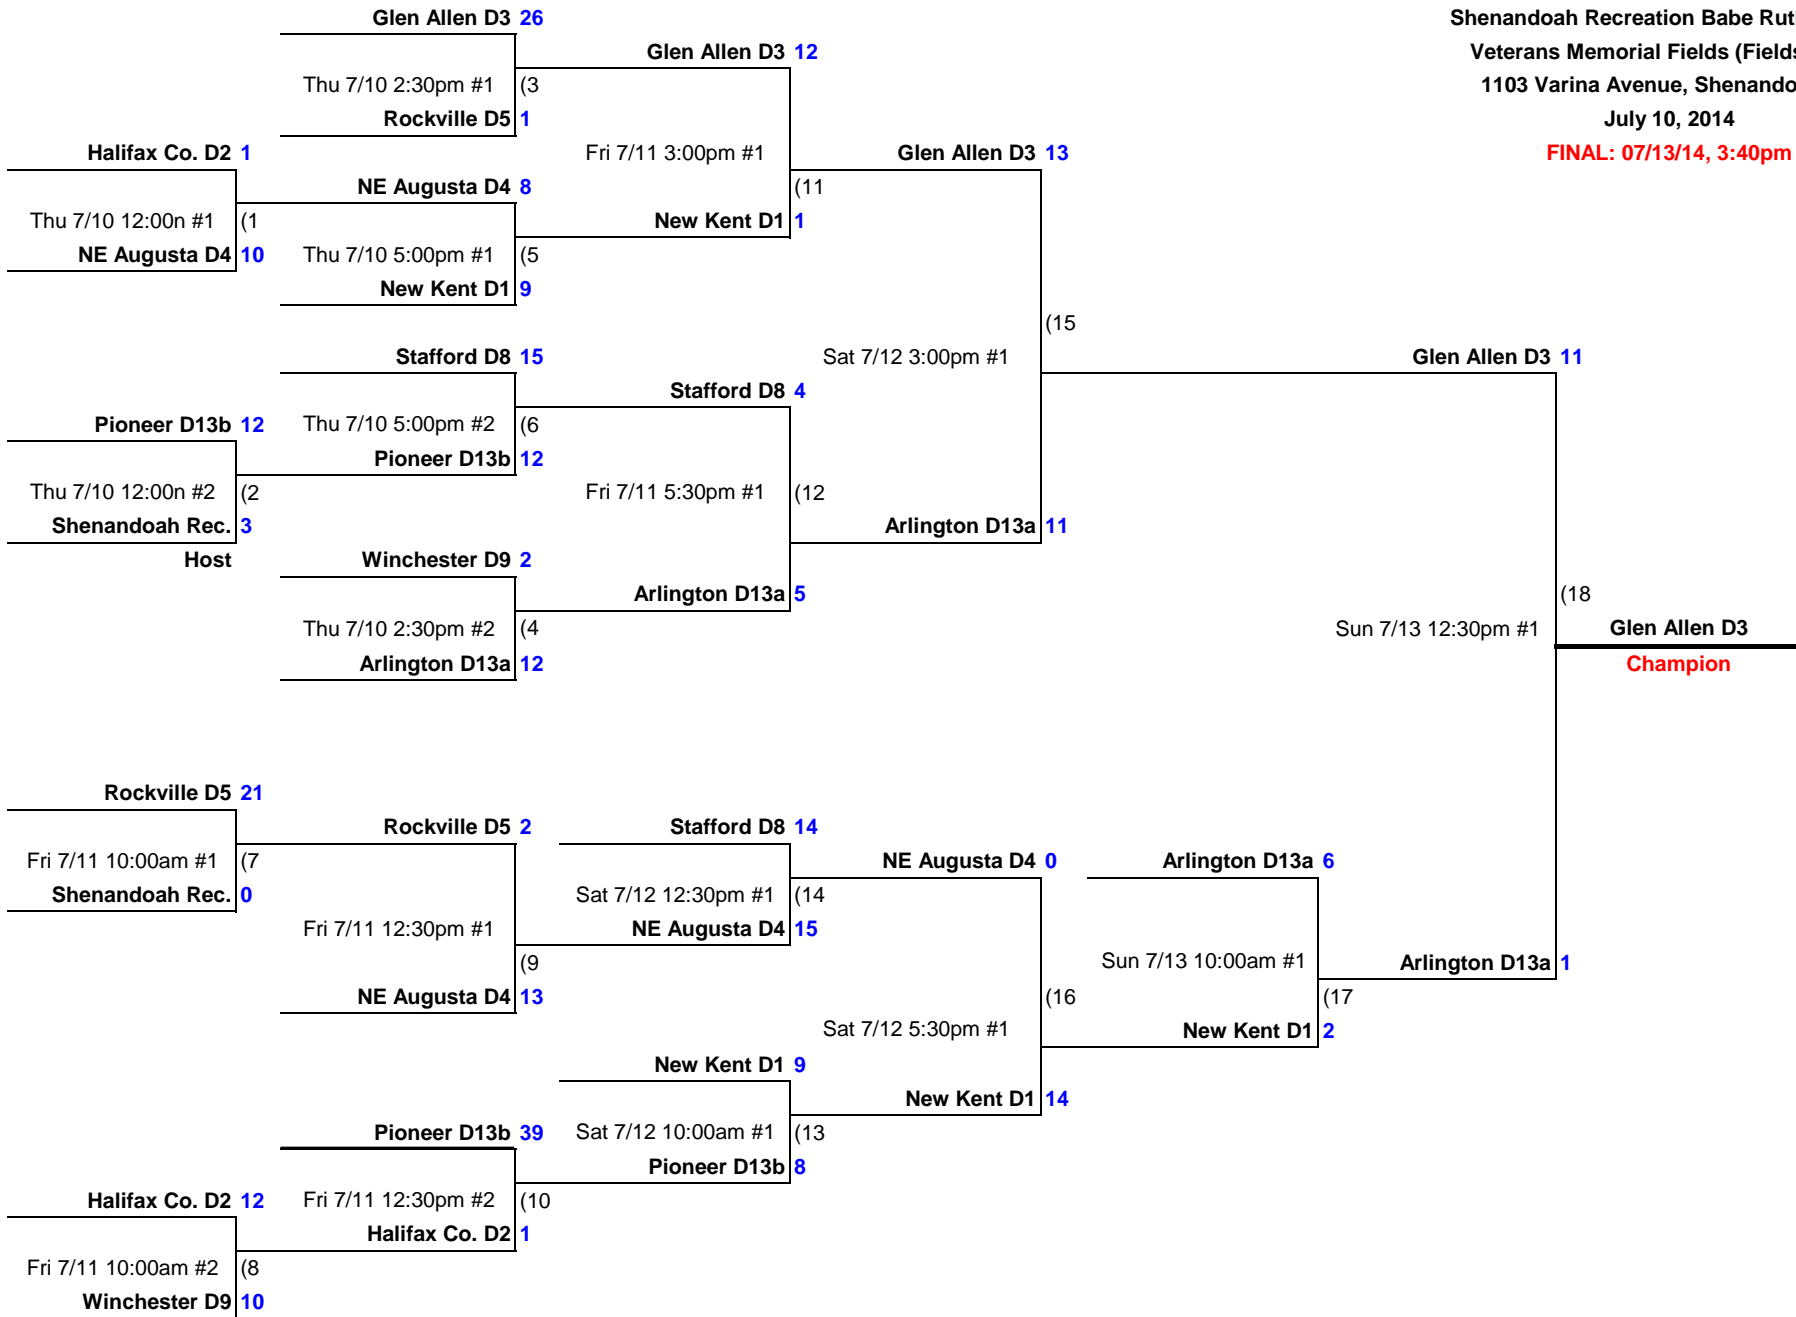 Glen Allen D3 26
Shenandoah Recreation Babe Rut
Glen Allen D3 12
Veterans Memorial Fields (Fields
Thu 7/10 2:30pm #1 (3
1103 Varina Avenue, Shenando
Rockville D5 1
July 10, 2014
Halifax Co. D2 1
Fri 7/11 3:00pm #1
Glen Allen D3 13
FINAL: 07/13/14, 3:40pm
NE Augusta D4 8
(11
Thu 7/10 12:00n #1 (1
New Kent D1 1
NE Augusta D4 10
Thu 7/10 5:00pm #1 (5
New Kent D1 9
(15
Stafford D8 15
Sat 7/12 3:00pm #1
Glen Allen D3 11
Stafford D8 4
Pioneer D13b 12
Thu 7/10 5:00pm #2 (6
Pioneer D13b 12
Thu 7/10 12:00n #2 (2
Fri 7/11 5:30pm #1 (12
Shenandoah Rec. 3
Arlington D13a 11
Host
Winchester D9 2
Arlington D13a 5
(18
Thu 7/10 2:30pm #2 (4
Sun 7/13 12:30pm #1
Glen Allen D3
Arlington D13a 12
Champion
Rockville D5 21
Rockville D5 2
Stafford D8 14
Fri 7/11 10:00am #1 (7
NE Augusta D4 0
Arlington D13a 6
Shenandoah Rec. 0
Sat 7/12 12:30pm #1 (14
Fri 7/11 12:30pm #1
NE Augusta D4 15
(9
Sun 7/13 10:00am #1
Arlington D13a 1
NE Augusta D4 13
(16
(17
Sat 7/12 5:30pm #1
New Kent D1 2
New Kent D1 9
New Kent D1 14
Pioneer D13b 39
Sat 7/12 10:00am #1 (13
Pioneer D13b 8
Halifax Co. D2 12
Fri 7/11 12:30pm #2 (10
Halifax Co. D2 1
Fri 7/11 10:00am #2 (8
Winchester D9 10